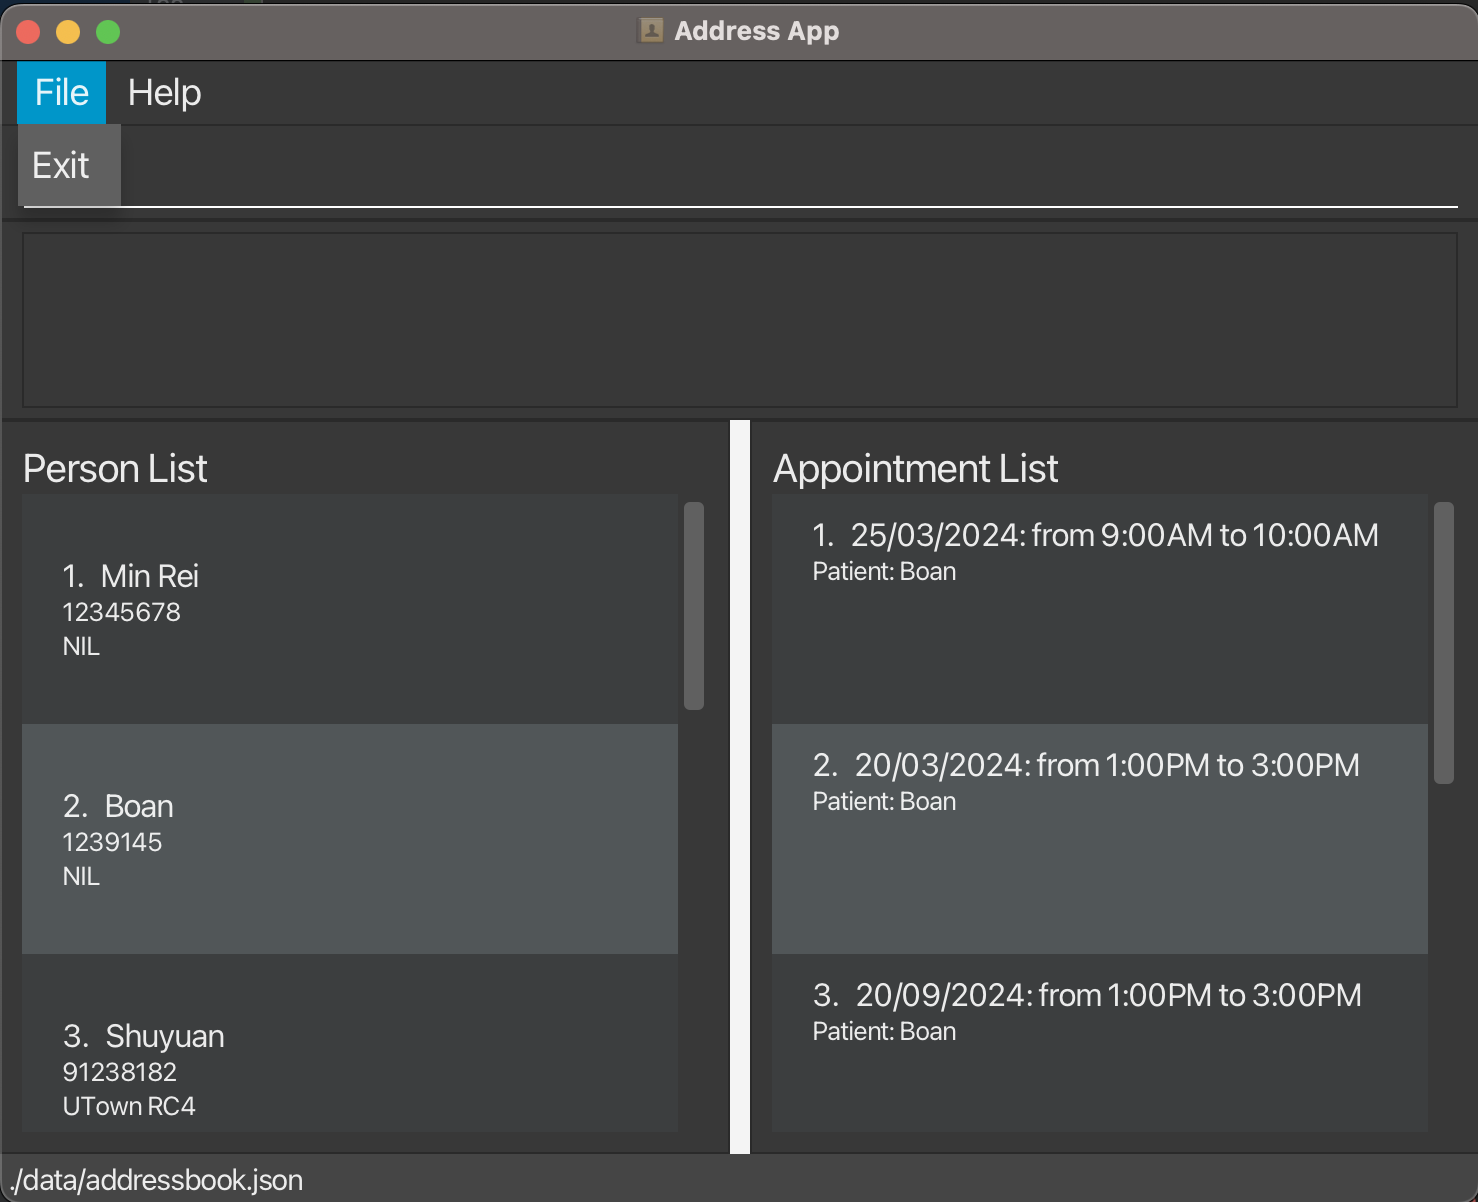 Address App
File Help
Exit
Person List
1. Min Rei
12345678
NIL
2. Boan
1239145
NIL
3. Shuyuan
91238182
UTown RC4
Appointment List
1. 25/03/2024: from 9:00AM to 10:00AM
Patient: Boan
2. 20/03/2024: from 1:00PM to 3:00PM
Patient: Boan
3. 20/09/2024: from 1:00PM to 3:00PM
Patient: Boan
./data/addressbook.json